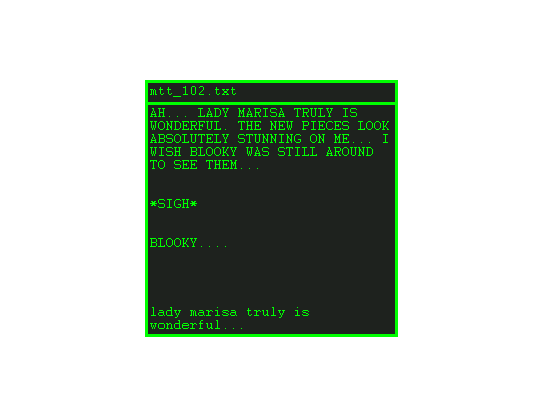 mtt_102.txt
AH... LADY MARISA TRULY IS
WONDERFUL. THE NEW PIECES LOOK
ABSOLUTELY STUNNING ON ME... I
WISH BLOOKY WAS STILL AROUND
TO SEE THEM...
*SIGH*
BLOOKY....
lady marisa truly is
wonderful...